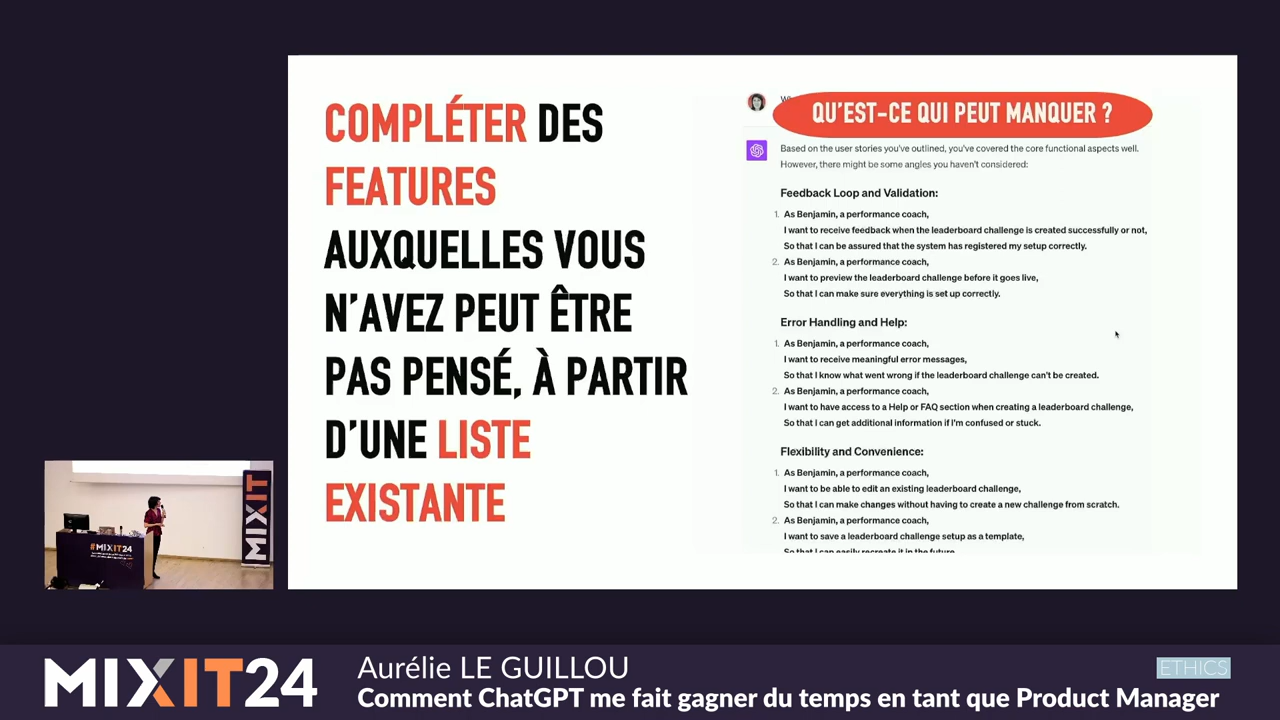 COMPLÉTER DES
FEATURES
AUXQUELLES VOUS
N'AVEZ PEUT ÊTRE
PAS PENSÉ, À PARTIR
D'UNE LISTE
EXISTANTE
QU'EST-CE QUI PEUT MANQUER ?
Based on the user stories you've outlined, you've covered the core functional aspects well.
However, there might be some angles you haven't considered:
Feedback Loop and Validation:
1. As Benjamin, a performance coach,
I want to receive feedback when the leaderboard challenge is created successfully or not,
So that I can be assured that the system has registered my setup correctly.
2. As Benjamin, a performance coach,
I want to preview the leaderboard challenge before it goes live,
So that I can make sure everything is set up correctly.
Error Handling and Help:
1. As Benjamin, a performance coach,
I want to receive meaningful error messages,
So that I know what went wrong if the leaderboard challenge can't be created.
2. As Benjamin, a performance coach,
I want to have access to a Help or FAQ section when creating a leaderboard challenge,
So that I can get additional information if I'm confused or stuck.
Flexibility and Convenience:
1. As Benjamin, a performance coach,
I want to be able to edit an existing leaderboard challenge,
So that I can make changes without having to create a new challenge from scratch.
2. As Benjamin, a performance coach,
I want to save a leaderboard challenge setup as a template,
So that I can easily recreate it in the future.
MIXIT
#MIXIT24
MIXIT24
Aurélie LE GUILLOU
ETHICS
Comment ChatGPT me fait gagner du temps en tant que Product Manager